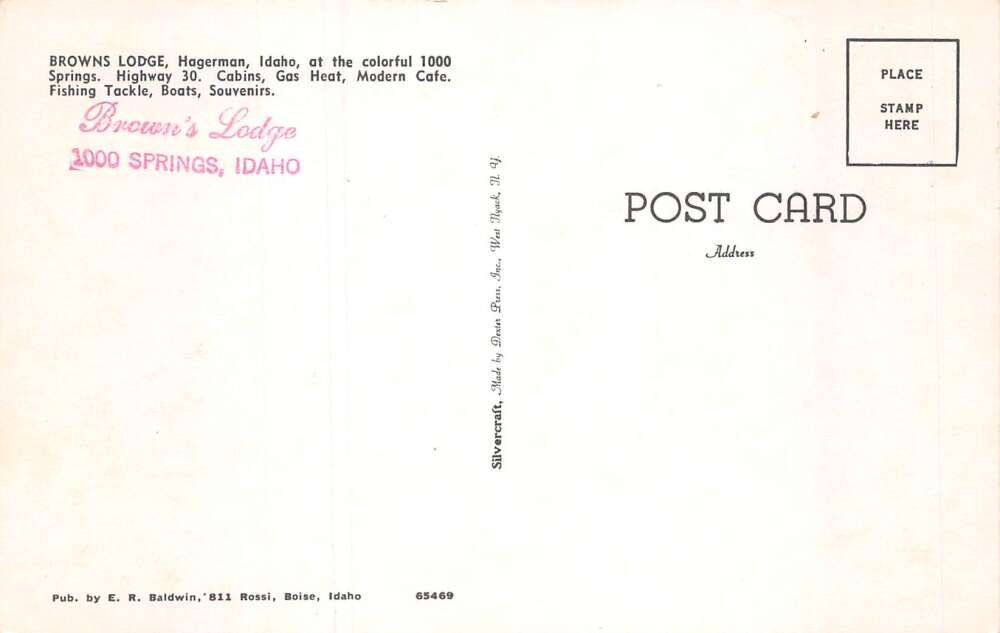 BROWNS LODGE, Hagerman, Idaho, at the colorful 1000
Springs. Highway 30. Cabins, Gas Heat, Modern Cafe.
Fishing Tackle, Boats, Souvenirs.
Brown's Lodge
1000 SPRINGS, IDAHO
Silvercraft, Made by Dexter Press, Inc., West Nyack, N. Y.
PLACE
STAMP
HERE
POST CARD
Address
Pub. by E. R. Baldwin, 811 Rossi, Boise, Idaho 65469